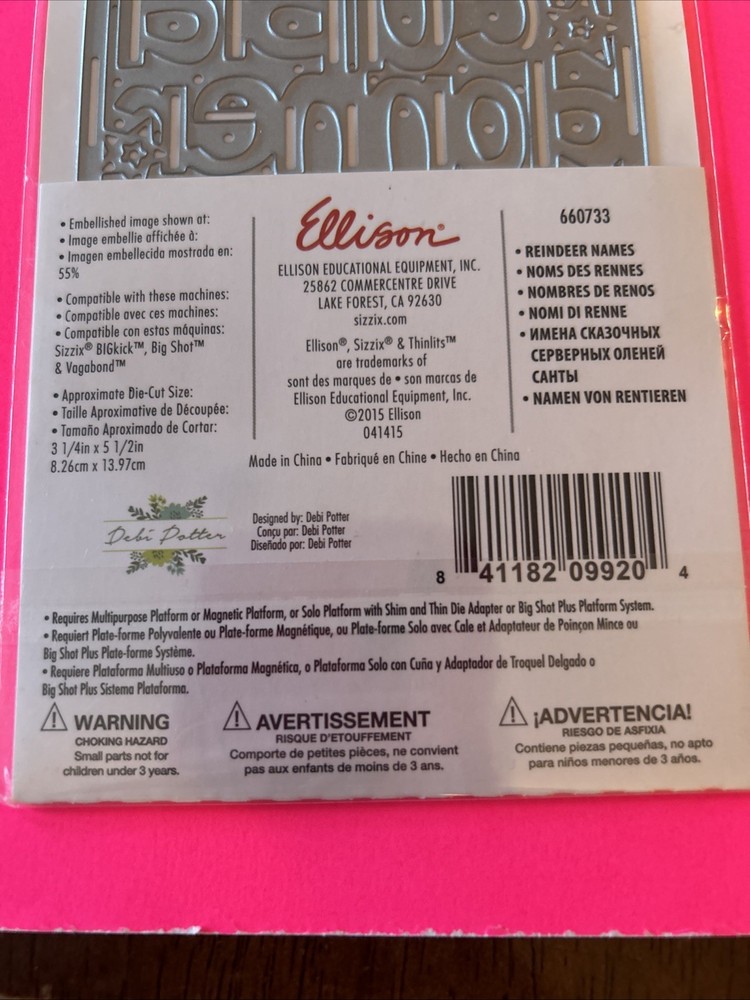 • Embellished image shown at:
• Image embellie affichée à:
• Imagen embellecida mostrada en:
55%
• Compatible with these machines:
• Compatible avec ces machines:
• Compatible con estas máquinas:
Sizzix® BIGkick™, Big Shot™
& Vagabond™
• Approximate Die-Cut Size:
• Taille Aproximative de Découpée:
• Tamaño Aproximado de Cortar:
3 1/4in x 5 1/2in
8.26cm x 13.97cm
Ellison®
ELLISON EDUCATIONAL EQUIPMENT, INC.
25862 COMMERCENTRE DRIVE
LAKE FOREST, CA 92630
sizzix.com
Ellison®, Sizzix® & Thinlits™
are trademarks of
sont des marques de • son marcas de
Ellison Educational Equipment, Inc.
©2015 Ellison
041415
660733
• REINDEER NAMES
• NOMS DES RENNES
• NOMBRES DE RENOS
• NOMI DI RENNE
• ИМЕНА СКАЗОЧНЫХ
СЕРВЕРНЫХ ОЛЕНЕЙ
САНТЫ
• NAMEN VON RENTIEREN
Made in China • Fabriqué en Chine • Hecho en China
Debi Potter
Designed by: Debi Potter
Conçu par: Debi Potter
Diseñado por: Debi Potter
8 41182 09920 4
• Requires Multipurpose Platform or Magnetic Platform, or Solo Platform with Shim and Thin Die Adapter or Big Shot Plus Platform System.
• Requiert Plate-forme Polyvalente ou Plate-forme Magnétique, ou Plate-forme Solo avec Cale et Adaptateur de Poinçon Mince ou
Big Shot Plus Plate-forme Système.
• Requiere Plataforma Multiuso o Plataforma Magnética, o Plataforma Solo con Cuña y Adaptador de Troquel Delgado o
Big Shot Plus Sistema Plataforma.
WARNING
CHOKING HAZARD
Small parts not for
children under 3 years.
AVERTISSEMENT
RISQUE D'ETOUFFEMENT
Comporte de petites pièces, ne convient
pas aux enfants de moins de 3 ans.
¡ADVERTENCIA!
RIESGO DE ASFIXIA
Contiene piezas pequeñas, no apto
para niños menores de 3 años.